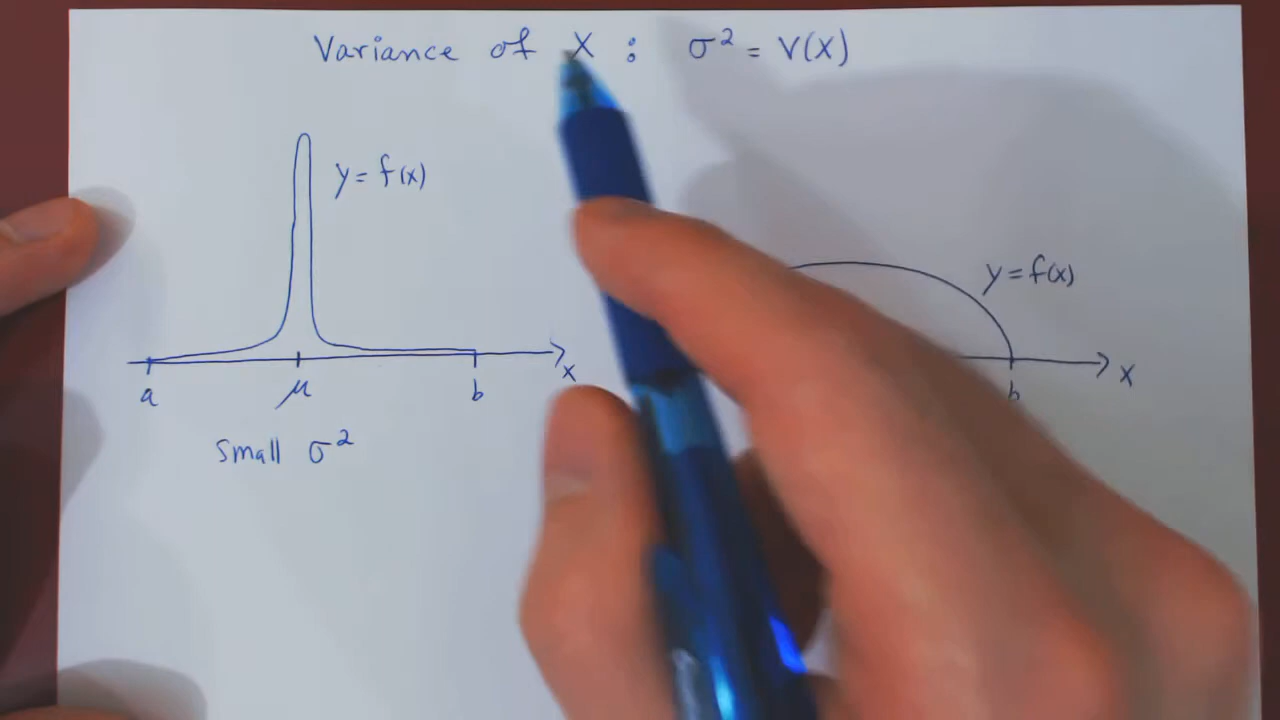 Variance of X : σ² = V(X)
y = f(x)
y = f(x)
a μ b x
b x
Small σ²